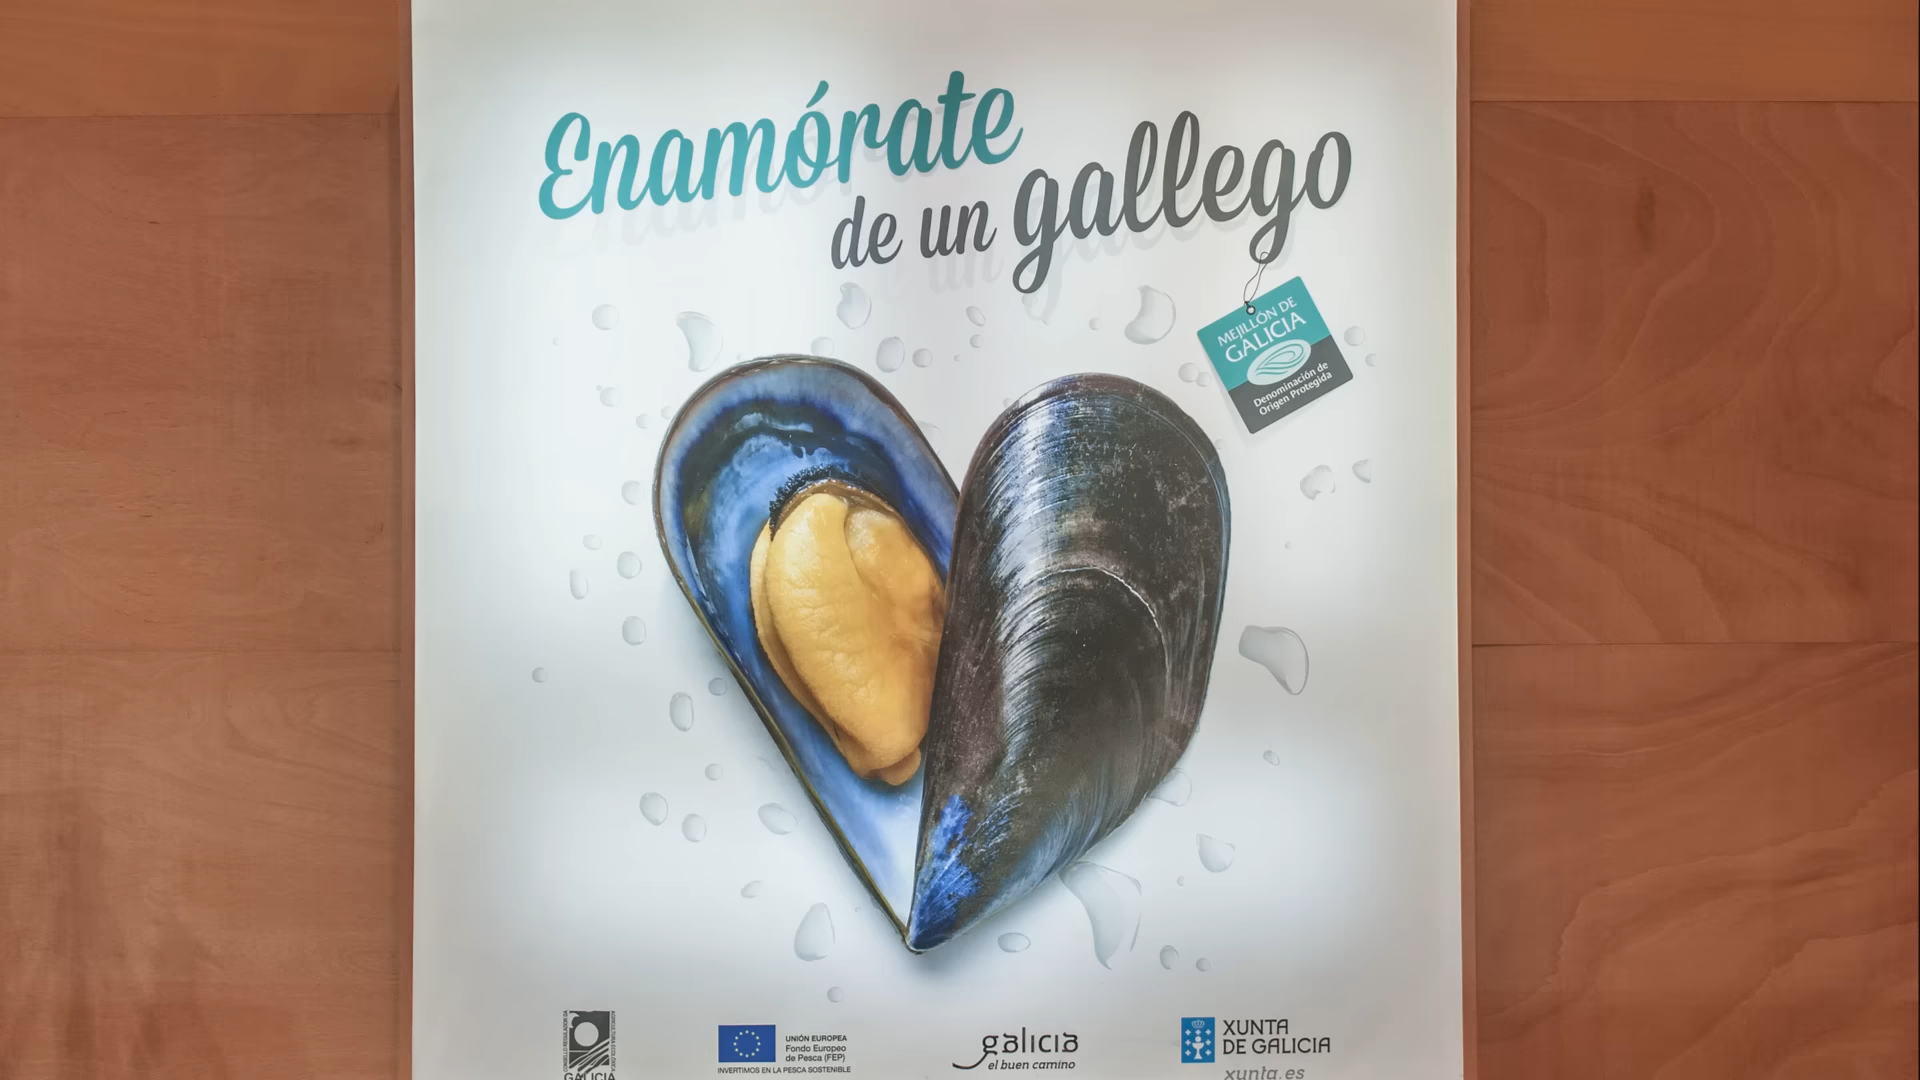 Enamórate
de un gallego
MEJILLÓN DE
GALICIA
Denominación de
Origen Protegida
GALICIA
UNIÓN EUROPEA
Fondo Europeo
de Pesca (FEP)
INVERTIMOS EN LA PESCA SOSTENIBLE
galicia
el buen camino
XUNTA
DE GALICIA
xunta.es